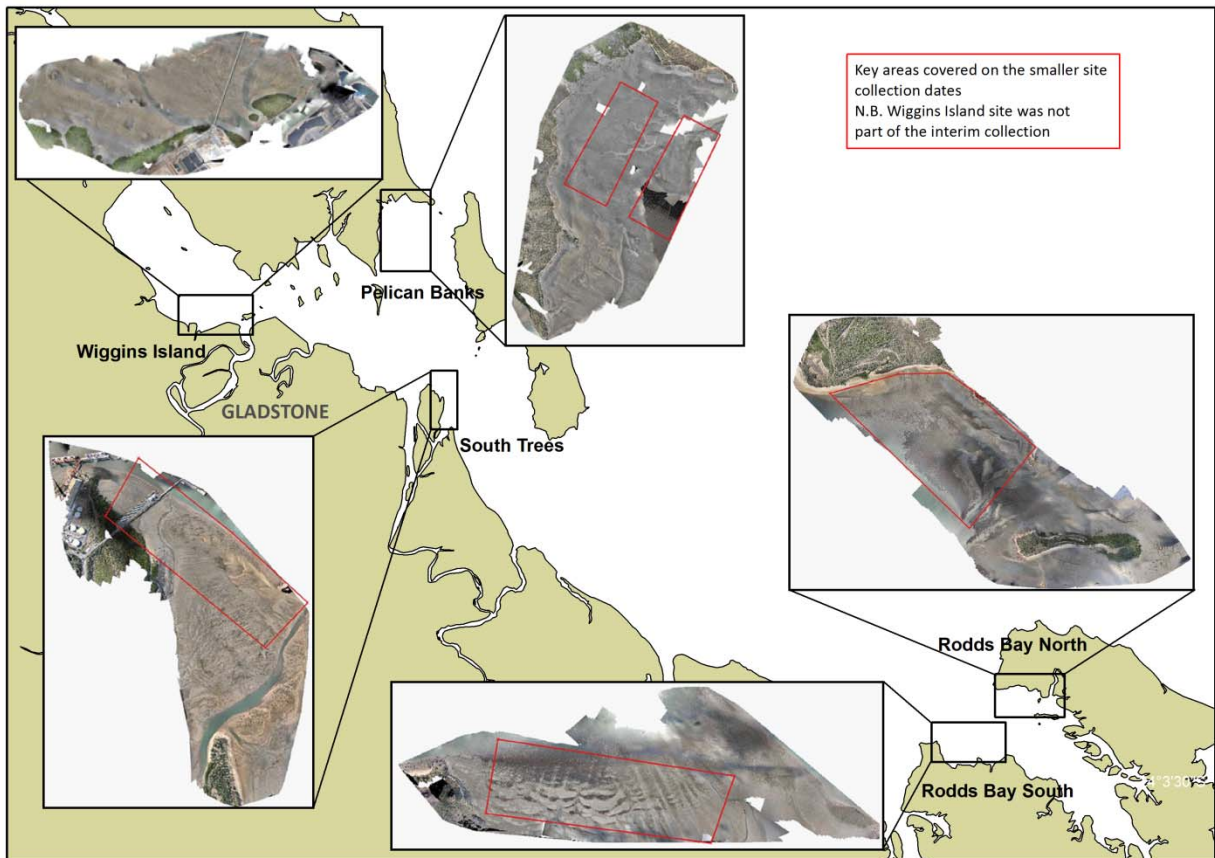 Key areas covered on the smaller site
collection dates
N.B. Wiggins Island site was not
part of the interim collection
Pelican Banks
Wiggins Island
GLADSTONE
South Trees
Rodds Bay North
Rodds Bay South